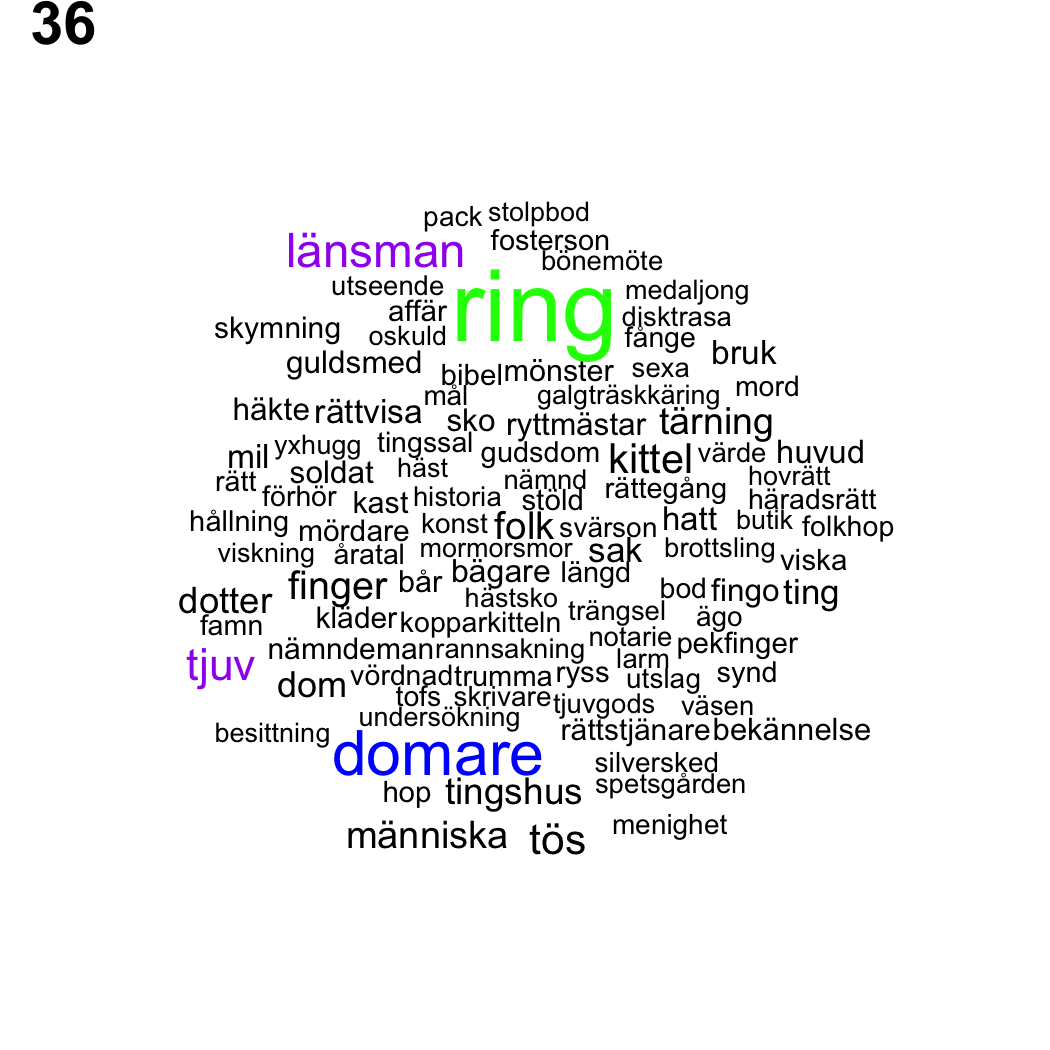 36
pack stolpbod
länsman fosterson
bönemöte
utseende ring medaljong
affär disktrasa
skymning oskuld fånge
guldsmed bruk
bibel mönster sexa
mål galgträskkäring mord
häkte rättvisa sko ryttmästar tärning
yxhugg tingssal gudsdom kittel värde huvud
mil soldat häst nämnd hovrätt
rätt förhör kast historia stöld rättegång häradsrätt
hållning mördare konst folk svärson hatt butik folkhop
viskning åratal mormorsmor sak brottsling viska
finger bår bägare längd bod fingo ting
dotter hästsko trängsel ägo
famn kläder kopparkitteln notarie pekfinger
tjuv nämndeman rannsakning larm
dom vördnad trumma ryss utslag synd
tofs skrivare tjuvgods väsen
besittning undersökning rättstjänare bekännelse
domare silversked
hop tingshus spetsgården
människa tös menighet